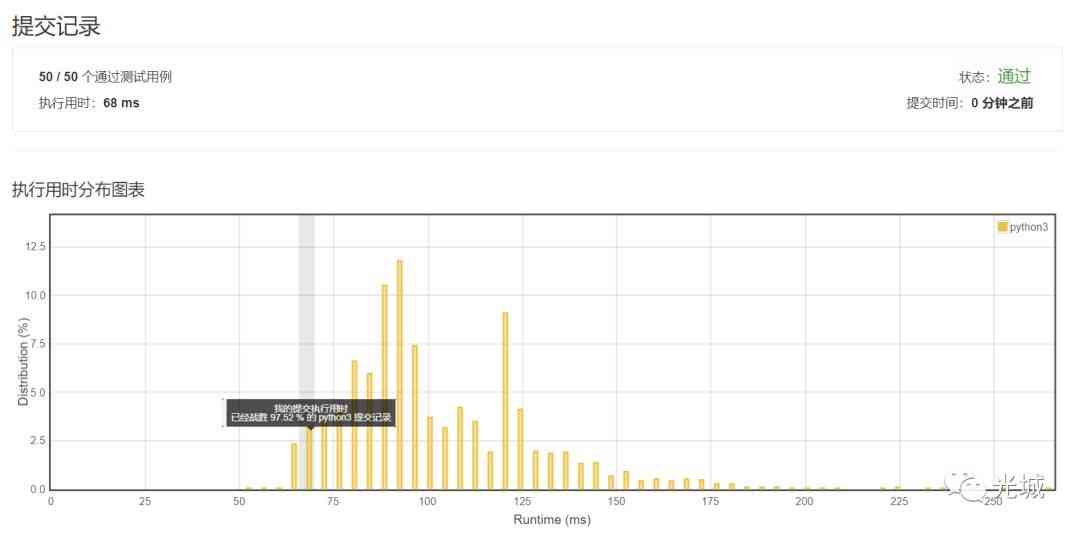 提交记录
50 / 50 个通过测试用例
状态：通过
执行用时：68 ms
提交时间：0 分钟之前
执行用时分布图表
python3
12.5
10.0
7.5
5.0
2.5
0.0
Distribution (%)
我的提交执行用时
已经战胜 97.52 % 的 python3 提交记录
0
25
50
75
100
125
150
175
200
225
250
Runtime (ms)
光城